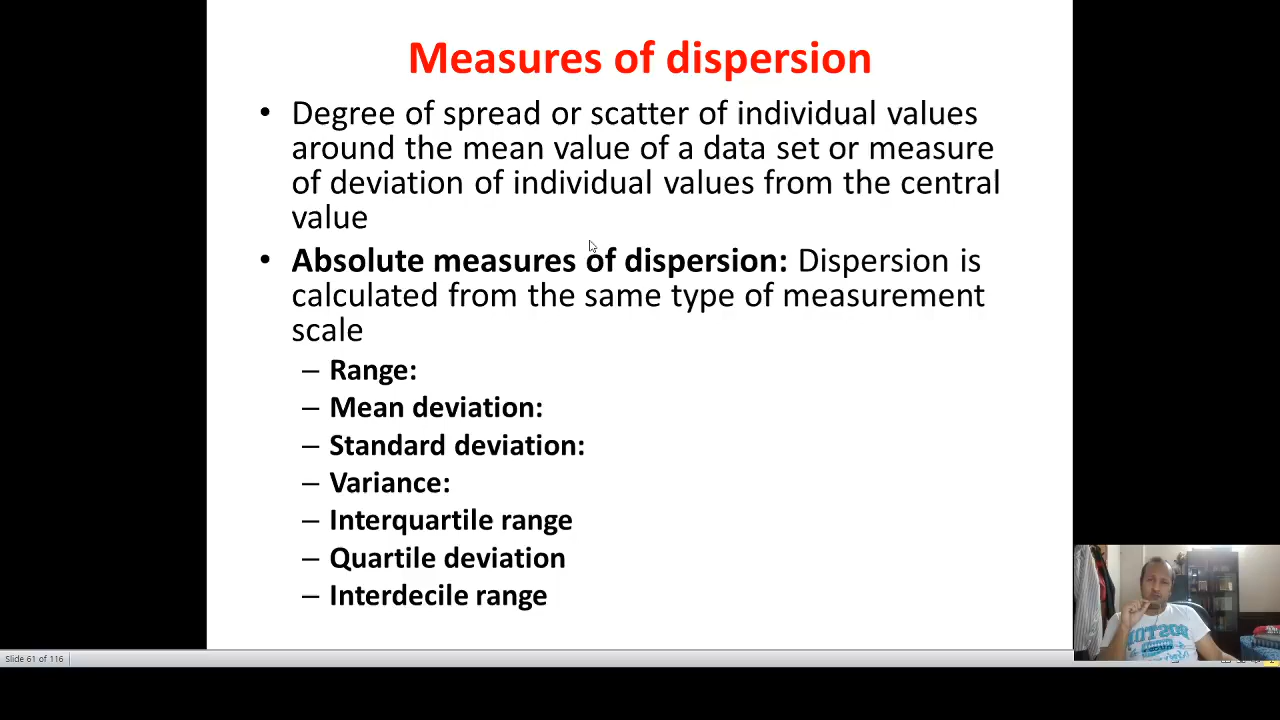 Measures of dispersion
• Degree of spread or scatter of individual values
around the mean value of a data set or measure
of deviation of individual values from the central
value
• Absolute measures of dispersion: Dispersion is
calculated from the same type of measurement
scale
– Range:
– Mean deviation:
– Standard deviation:
– Variance:
– Interquartile range
– Quartile deviation
– Interdecile range
BOSTON
Slide 61 of 116